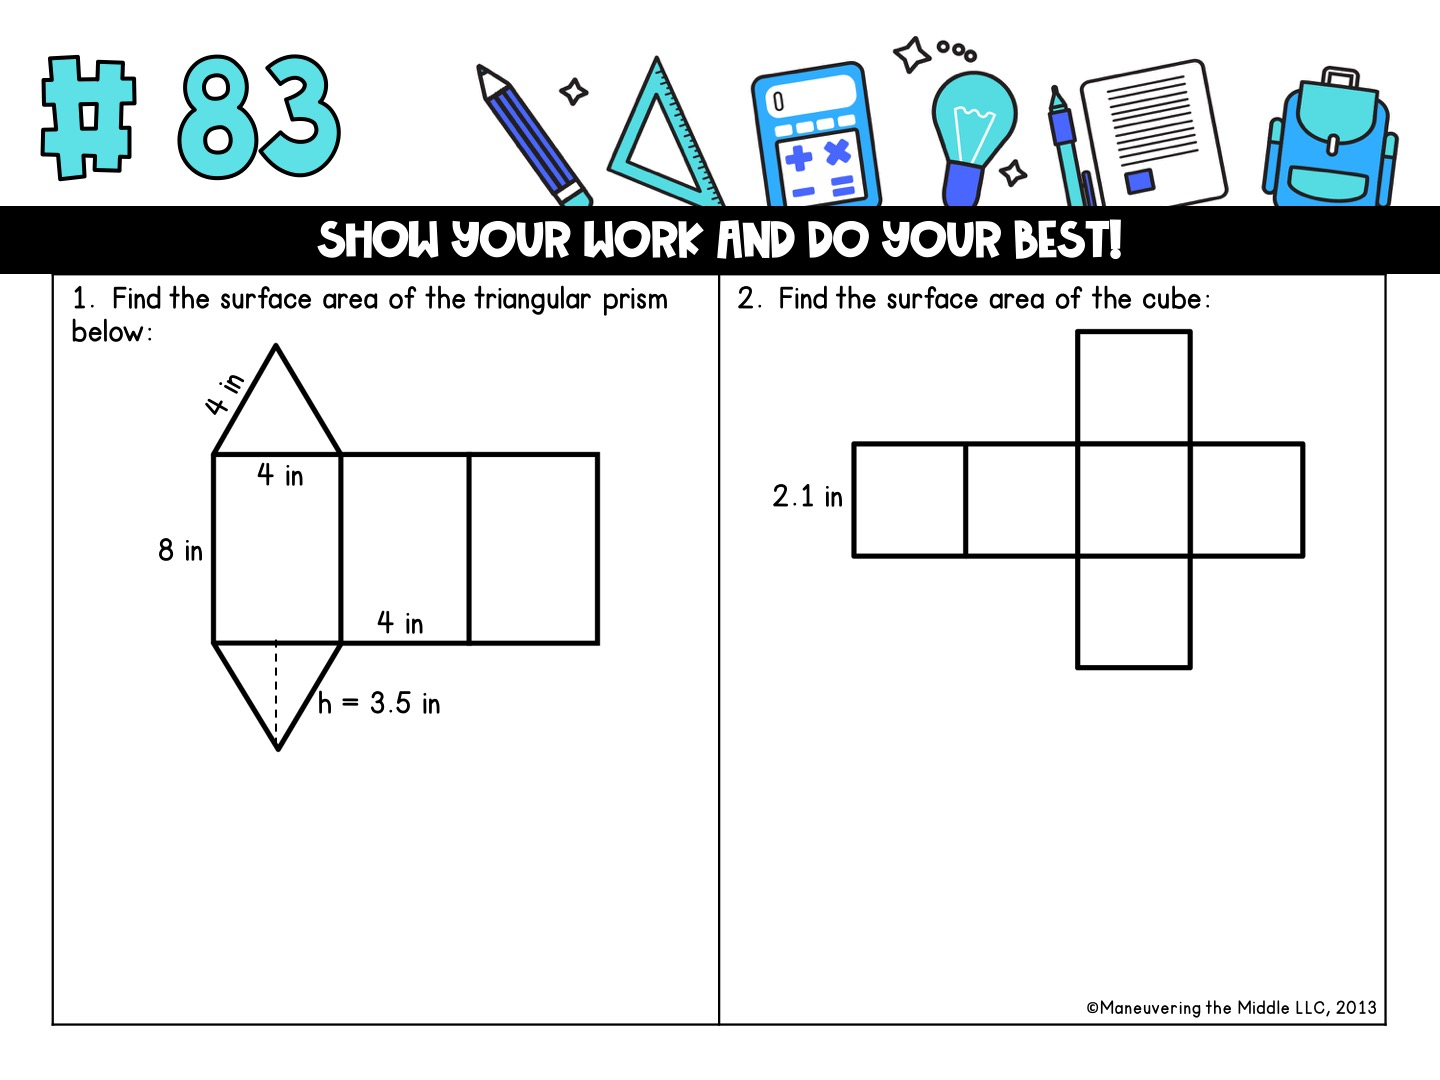 # 83
0
SHOW YOUR WORK AND DO YOUR BEST!
1. Find the surface area of the triangular prism
below:
4 in
4 in
8 in
4 in
h = 3.5 in
2. Find the surface area of the cube:
2.1 in
©Maneuvering the Middle LLC, 2013